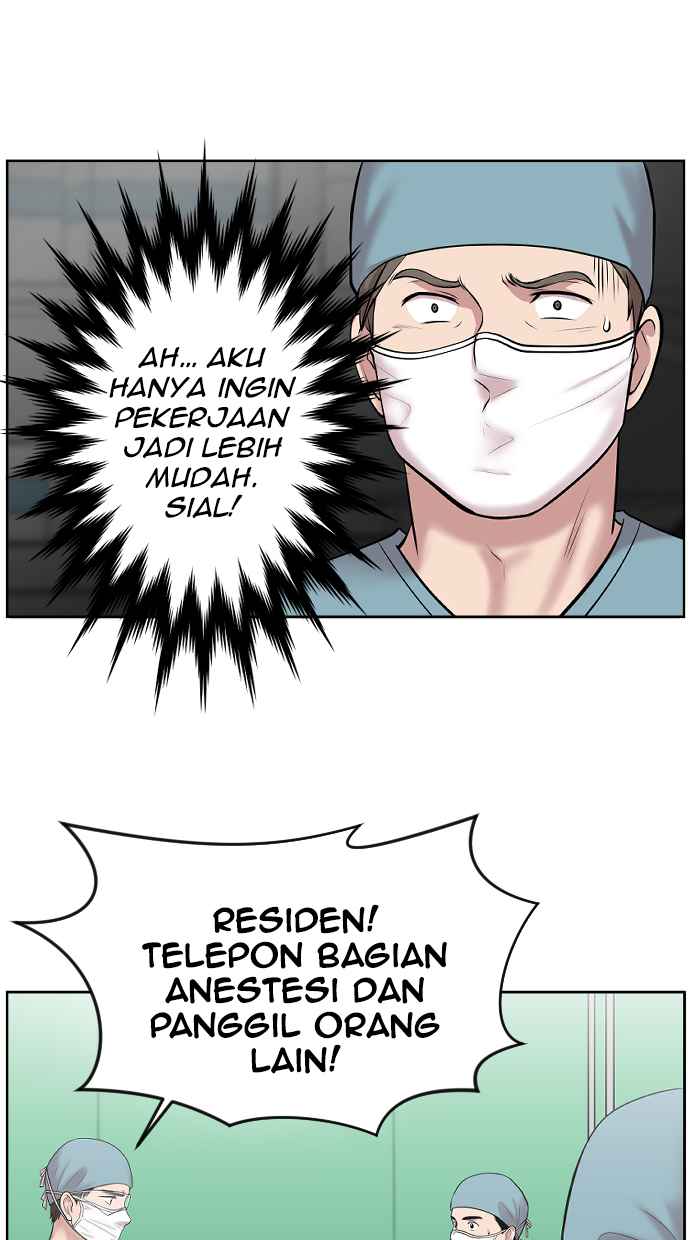 AH... AKU
HANYA INGIN
PEKERJAAN
JADI LEBIH
MUDAH.
SIAL!
RESIDEN!
TELEPON BAGIAN
ANESTESI DAN
PANGGIL ORANG
LAIN!